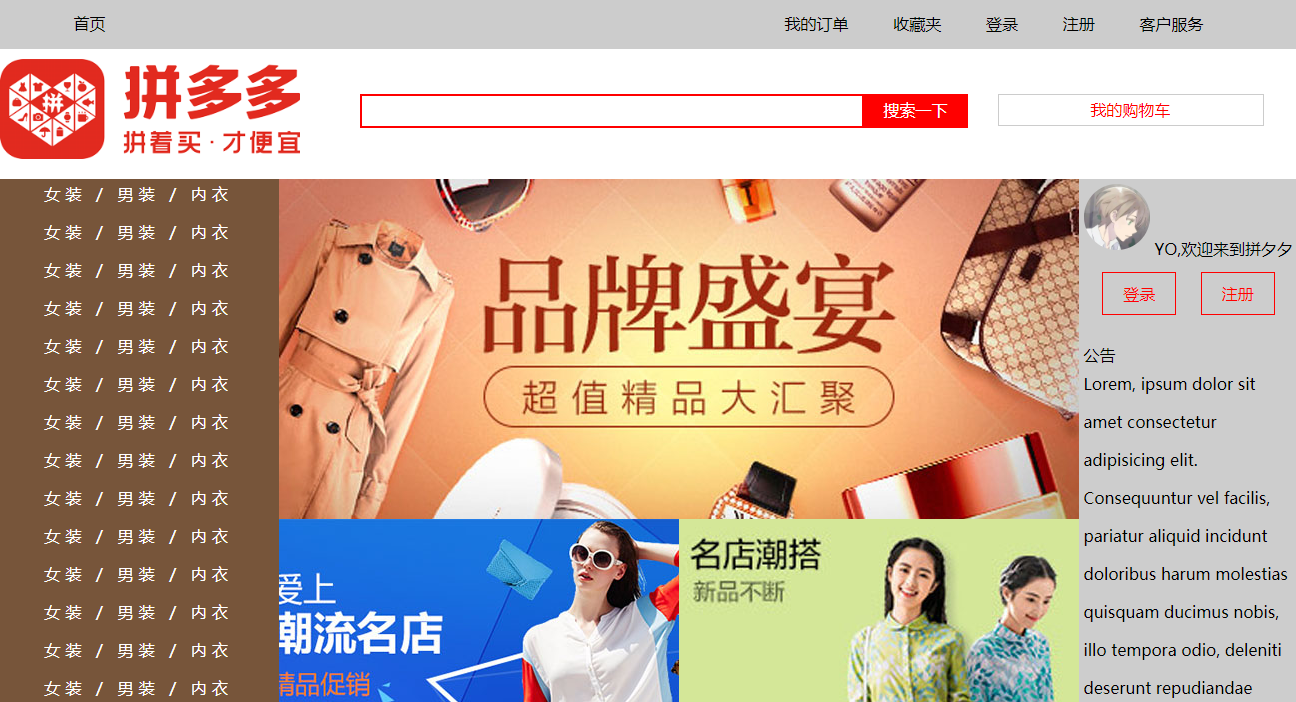 首页 我的订单 收藏夹 登录 注册 客户服务
拼多多
拼着买·才便宜
拼
搜索一下
我的购物车
女装 / 男装 / 内衣
女装 / 男装 / 内衣
女装 / 男装 / 内衣
女装 / 男装 / 内衣
女装 / 男装 / 内衣
女装 / 男装 / 内衣
女装 / 男装 / 内衣
女装 / 男装 / 内衣
女装 / 男装 / 内衣
女装 / 男装 / 内衣
女装 / 男装 / 内衣
女装 / 男装 / 内衣
女装 / 男装 / 内衣
女装 / 男装 / 内衣
品牌盛宴
超值精品大汇聚
爱上
潮流名店
精品促销
名店潮搭
新品不断
YO,欢迎来到拼夕夕
登录 注册
公告
Lorem, ipsum dolor sit
amet consectetur
adipisicing elit.
Consequuntur vel facilis,
pariatur aliquid incidunt
doloribus harum molestias
quisquam ducimus nobis,
illo tempora odio, deleniti
deserunt repudiandae